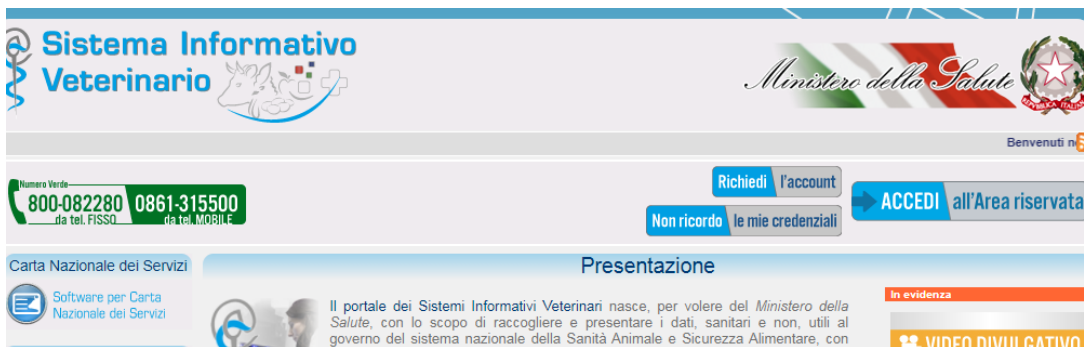 Sistema Informativo
Veterinario
Ministero della Salute
REPUBBLICA ITALIANA
Benvenuti n
Numero Verde
800-082280 0861-315500
da tel. FISSO da tel. MOBILE
Richiedi l'account
Non ricordo le mie credenziali
ACCEDI all'Area riservata
Carta Nazionale dei Servizi
Software per Carta
Nazionale dei Servizi
Presentazione
Il portale dei Sistemi Informativi Veterinari nasce, per volere del Ministero della
Salute, con lo scopo di raccogliere e presentare i dati, sanitari e non, utili al
governo del sistema nazionale della Sanità Animale e Sicurezza Alimentare, con
In evidenza
VIDEO DIVULGATIVO